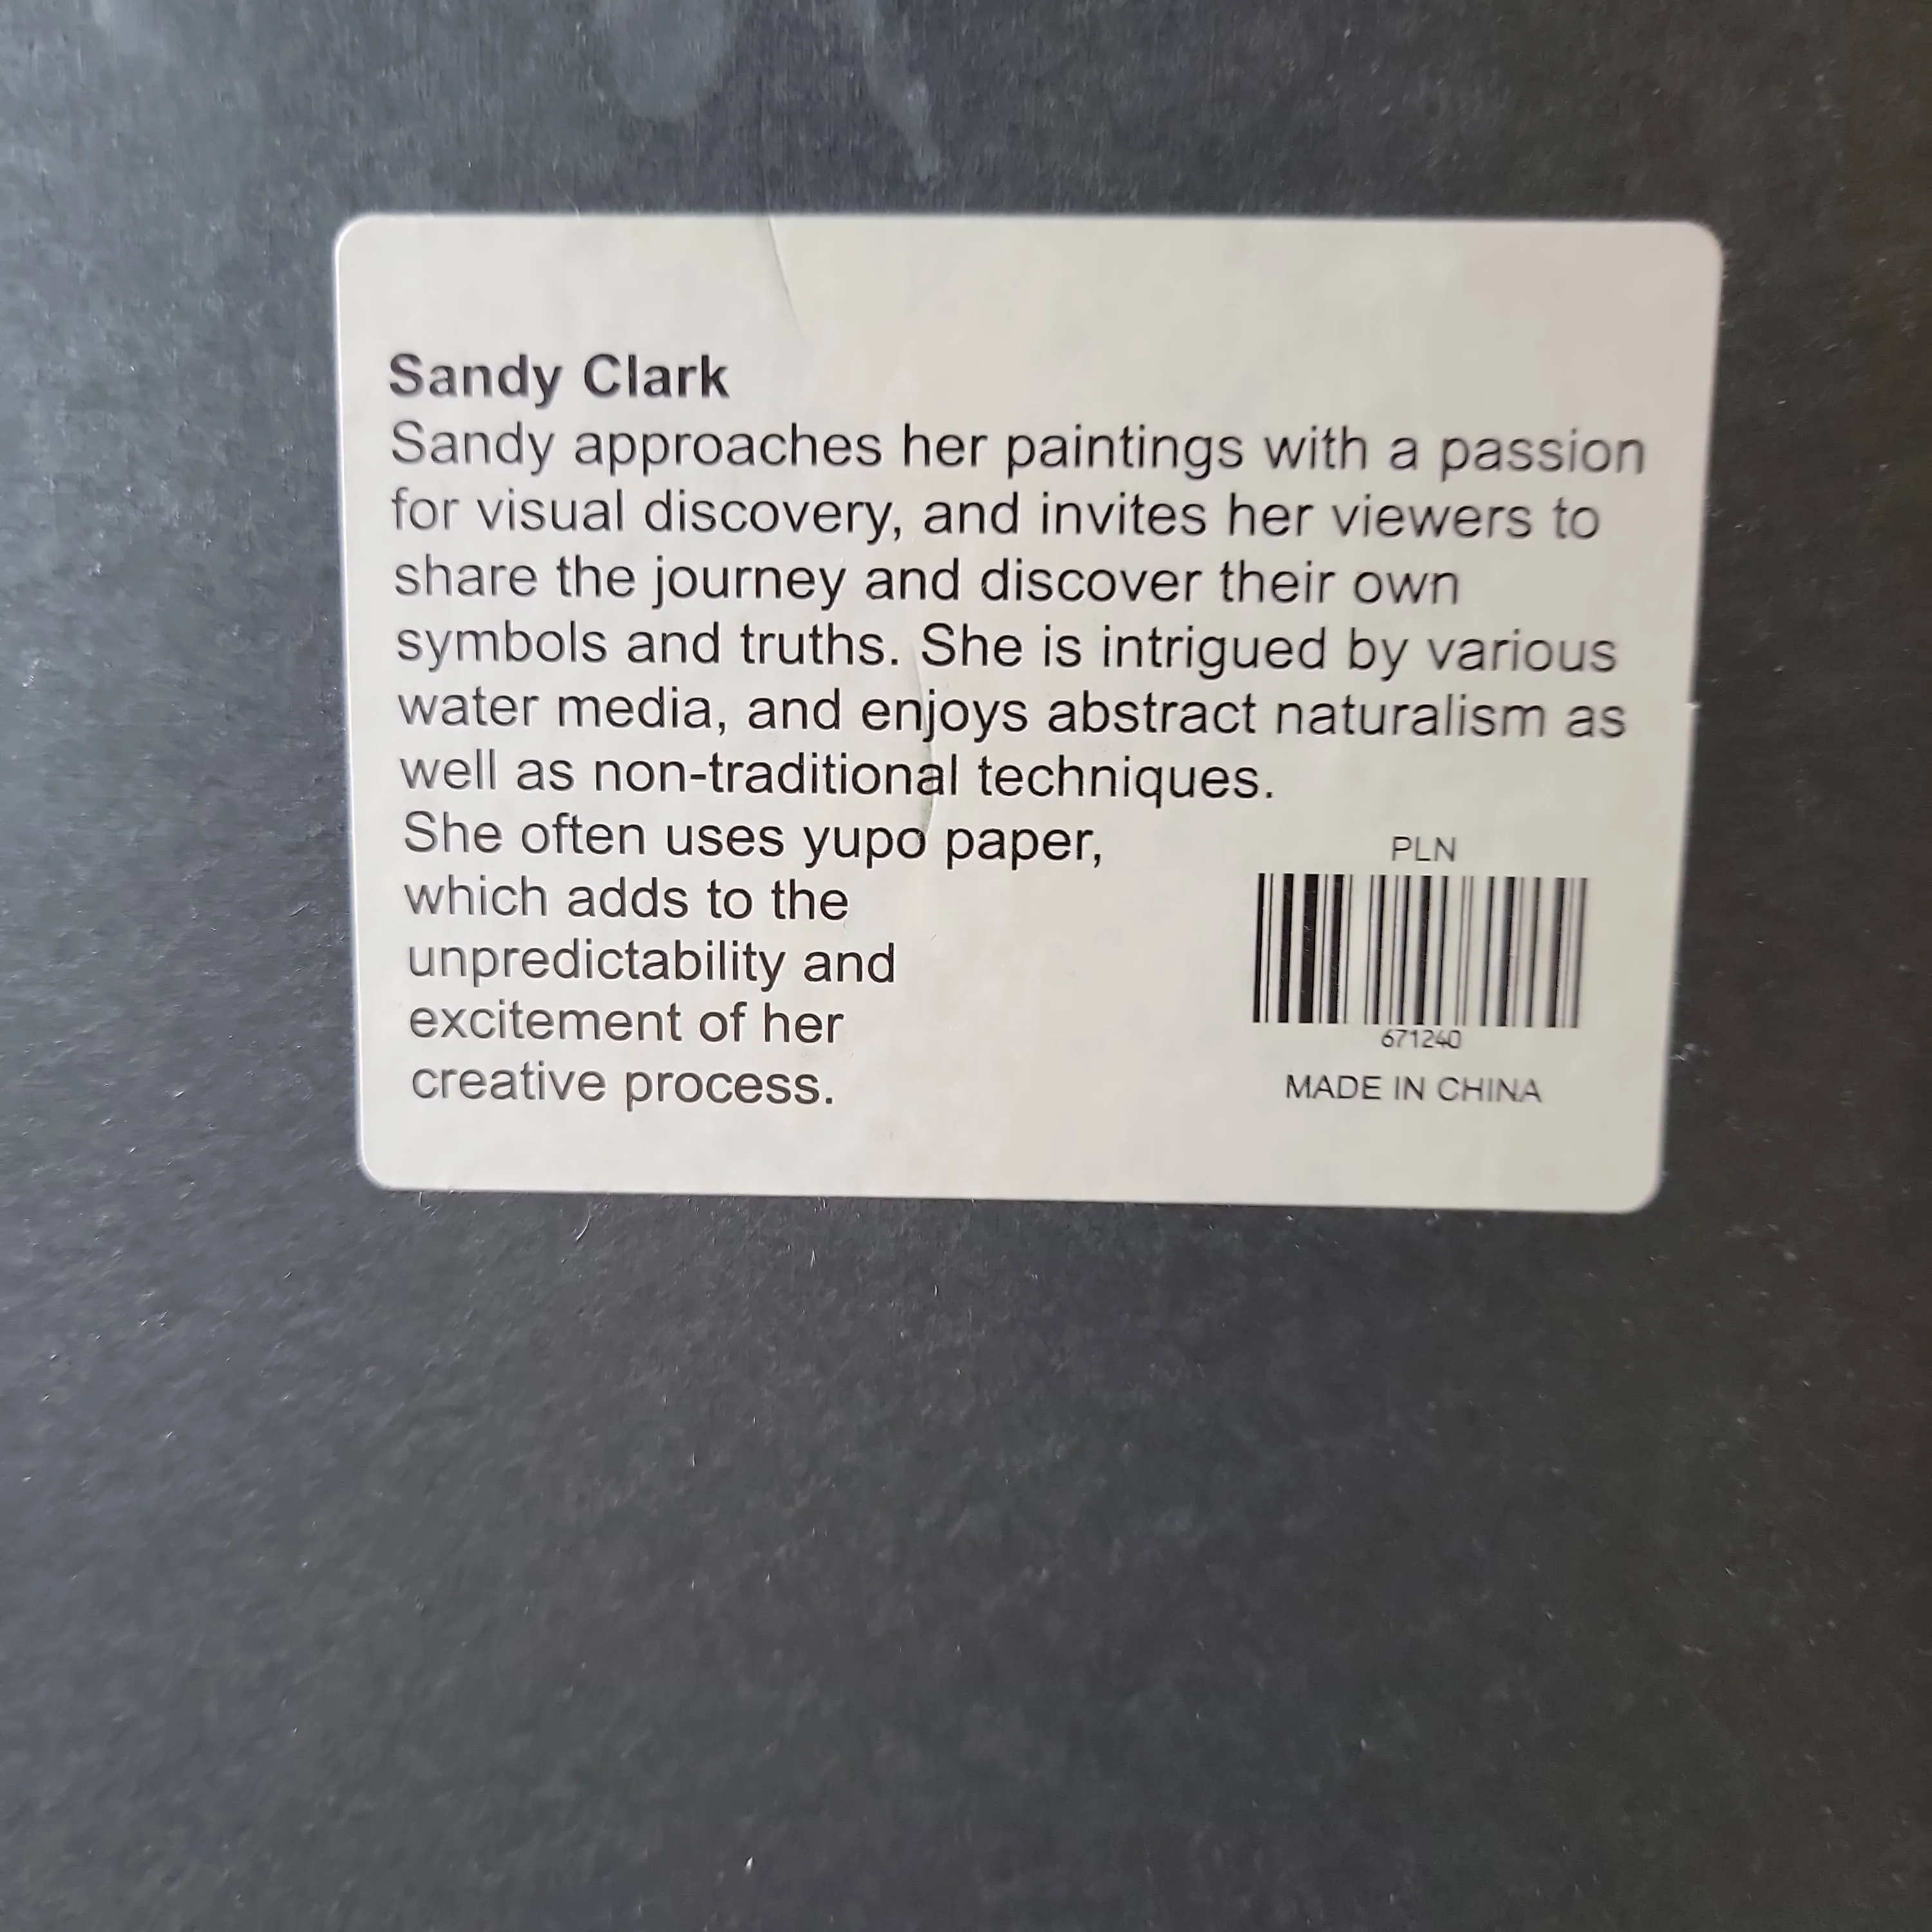 Sandy Clark
Sandy approaches her paintings with a passion
for visual discovery, and invites her viewers to
share the journey and discover their own
symbols and truths. She is intrigued by various
water media, and enjoys abstract naturalism as
well as non-traditional techniques.
She often uses yupo paper,
which adds to the
unpredictability and
excitement of her
creative process.
PLN
671240
MADE IN CHINA